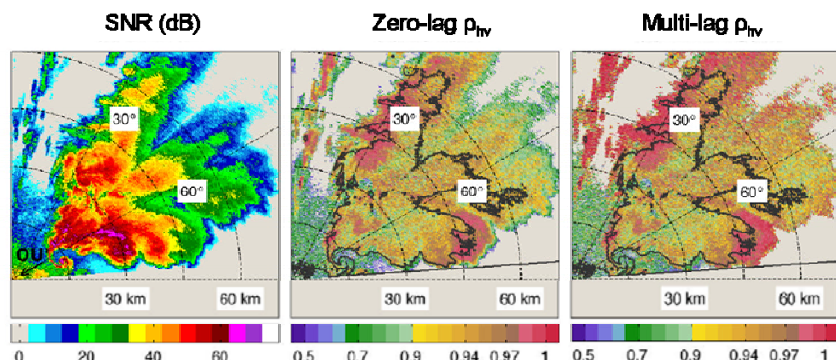 SNR (dB) Zero-lag ρhv Multi-lag ρhv
30° 30° 30°
60° 60° 60°
OU
30 km 60 km 30 km 60 km 30 km 60 km
0 20 40 60 0.5 0.7 0.9 0.94 0.97 1 0.5 0.7 0.9 0.94 0.97 1